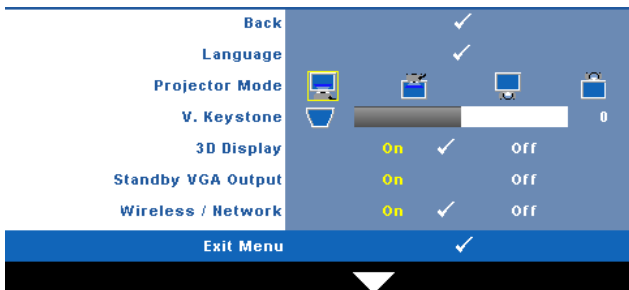 Back
Language
Projector Mode
V. Keystone 0
3D Display On Off
Standby VGA Output On Off
Wireless / Network On Off
Exit Menu